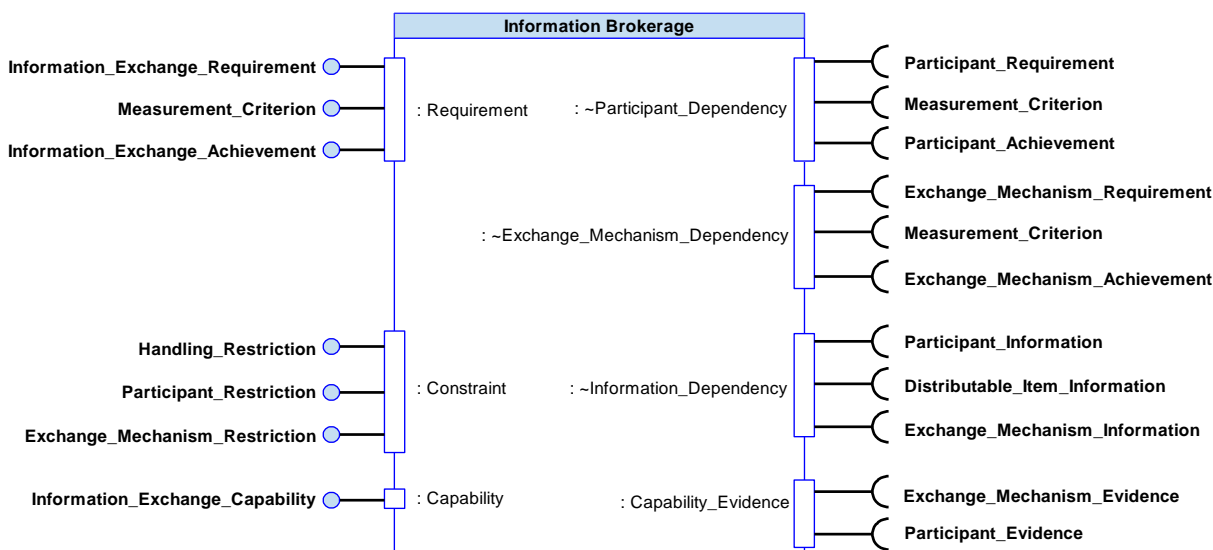 Information Brokerage
Information_Exchange_Requirement
Measurement_Criterion
Information_Exchange_Achievement
: Requirement
: ~Participant_Dependency
Participant_Requirement
Measurement_Criterion
Participant_Achievement
: ~Exchange_Mechanism_Dependency
Exchange_Mechanism_Requirement
Measurement_Criterion
Exchange_Mechanism_Achievement
Handling_Restriction
Participant_Restriction
Exchange_Mechanism_Restriction
: Constraint
: ~Information_Dependency
Participant_Information
Distributable_Item_Information
Exchange_Mechanism_Information
Information_Exchange_Capability
: Capability
: Capability_Evidence
Exchange_Mechanism_Evidence
Participant_Evidence